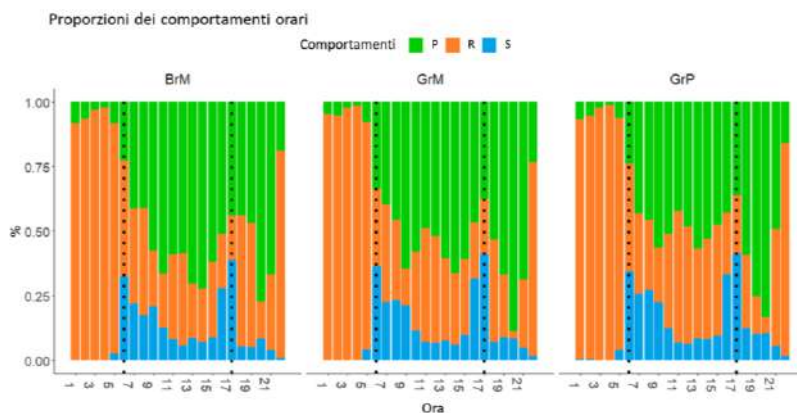 Proporzioni dei comportamenti orari
Comportamenti P R S
BrM GrM GrP
1.00
0.75
0.50
0.25
0.00
%
1 3 5 7 9 11 13 15 17 19 21 1 3 5 7 9 11 13 15 17 19 21 1 3 5 7 9 11 13 15 17 19 21
Ora